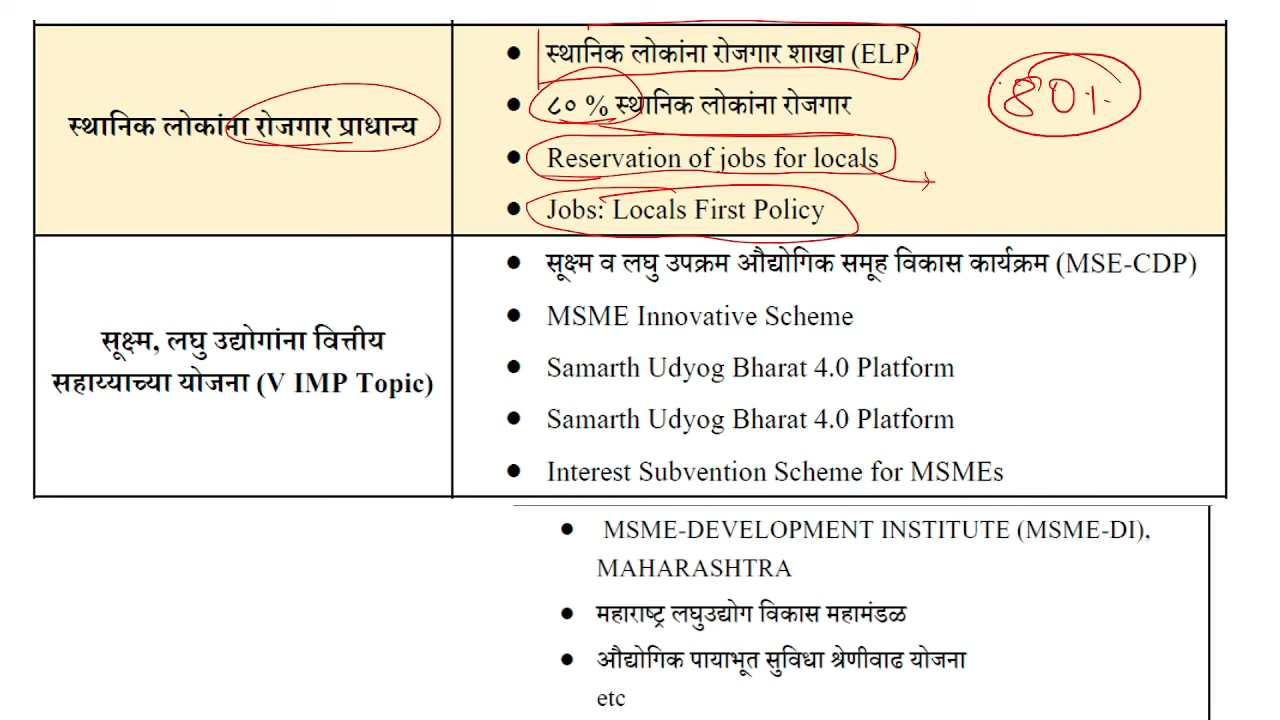 स्थानिक लोकांना रोजगार प्राधान्य
• स्थानिक लोकांना रोजगार शाखा (ELP)
• ८० % स्थानिक लोकांना रोजगार
• Reservation of jobs for locals
• Jobs: Locals First Policy
80%
सूक्ष्म, लघु उद्योगांना वित्तीय
सहाय्याच्या योजना (V IMP Topic)
• सूक्ष्म व लघु उपक्रम औद्योगिक समूह विकास कार्यक्रम (MSE-CDP)
• MSME Innovative Scheme
• Samarth Udyog Bharat 4.0 Platform
• Samarth Udyog Bharat 4.0 Platform
• Interest Subvention Scheme for MSMEs
• MSME-DEVELOPMENT INSTITUTE (MSME-DI),
MAHARASHTRA
• महाराष्ट्र लघुउद्योग विकास महामंडळ
• औद्योगिक पायाभूत सुविधा श्रेणीवाढ योजना
etc